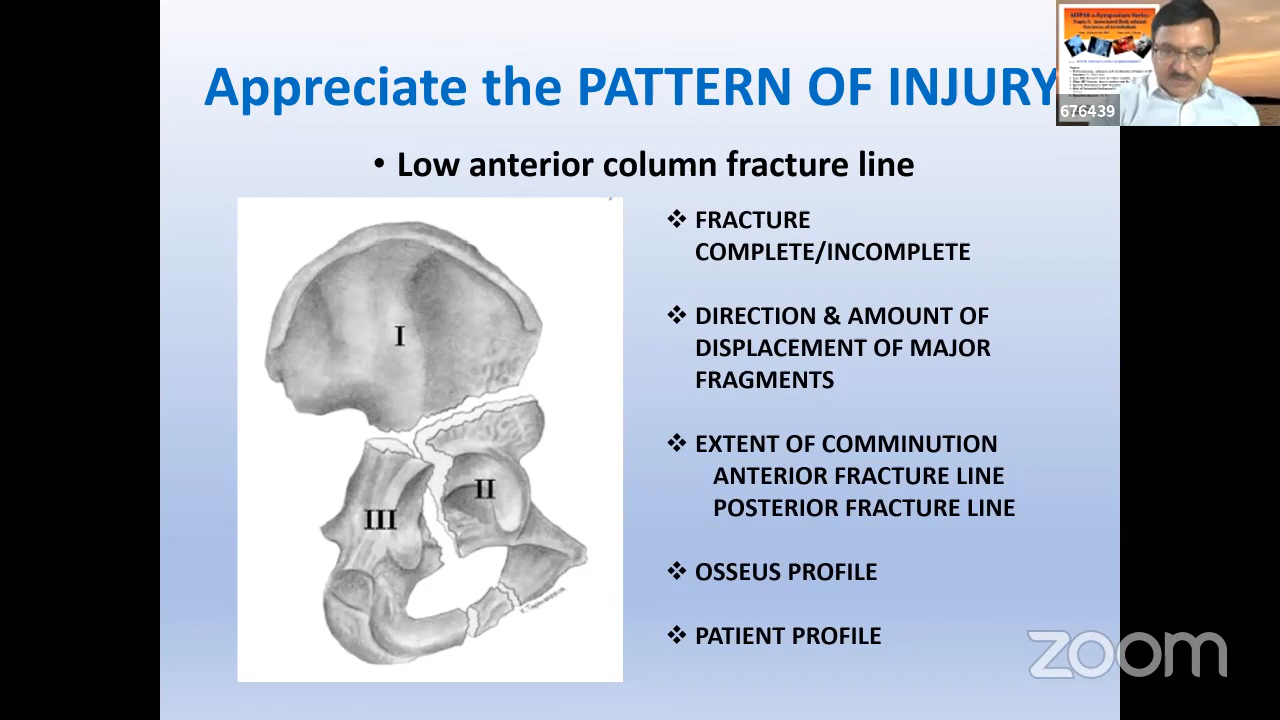 Appreciate the PATTERN OF INJURY
676439
• Low anterior column fracture line
❖ FRACTURE
COMPLETE/INCOMPLETE
❖ DIRECTION & AMOUNT OF
DISPLACEMENT OF MAJOR
FRAGMENTS
❖ EXTENT OF COMMINUTION
ANTERIOR FRACTURE LINE
POSTERIOR FRACTURE LINE
❖ OSSEUS PROFILE
❖ PATIENT PROFILE
I
II
III
zoom